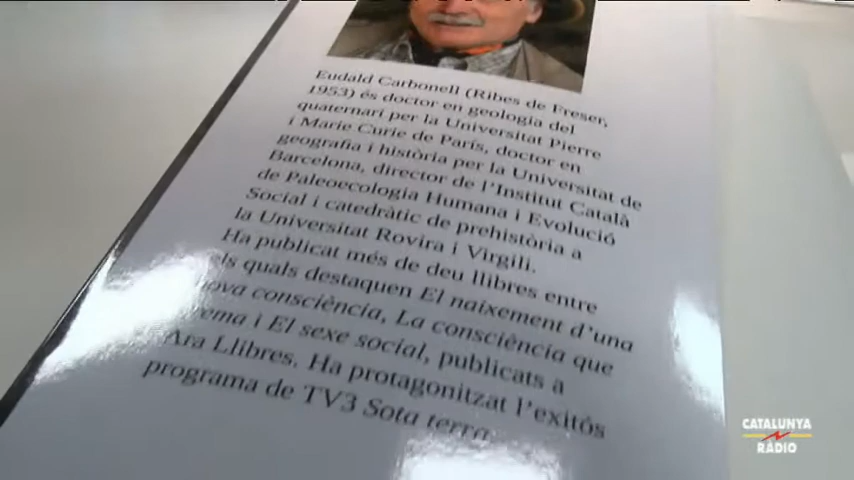 Eudald Carbonell (Ribes de Freser,
1953) és doctor en geologia del
quaternari per la Universitat Pierre
i Marie Curie de París, doctor en
geografia i història per la Universitat de
Barcelona, director de l'Institut Català
de Paleoecologia Humana i Evolució
Social i catedràtic de prehistòria a
la Universitat Rovira i Virgili.
Ha publicat més de deu llibres entre
els quals destaquen El naixement d'una
nova consciència, La consciència que
crema i El sexe social, publicats a
Ara Llibres. Ha protagonitzat l'exitós
programa de TV3 Sota terra.
CATALUNYA
RÀDIO